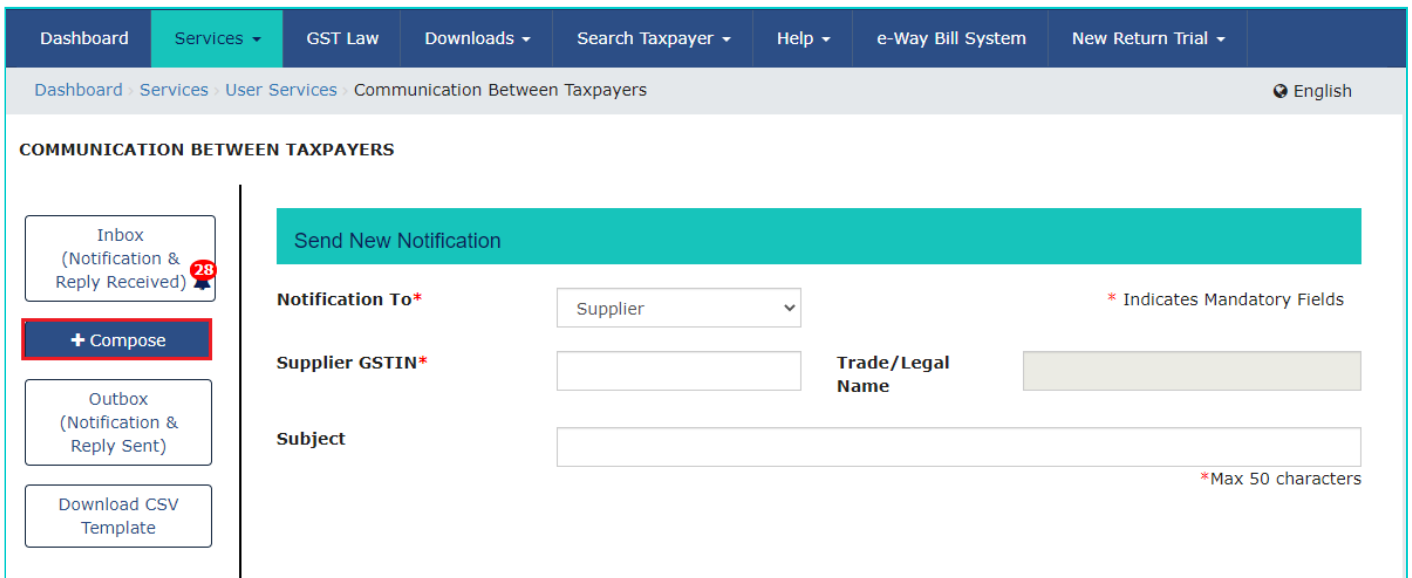 Dashboard Services GST Law Downloads Search Taxpayer Help e-Way Bill System New Return Trial
Dashboard › Services › User Services › Communication Between Taxpayers English
COMMUNICATION BETWEEN TAXPAYERS
Inbox
(Notification &
Reply Received) 28
+ Compose
Outbox
(Notification &
Reply Sent)
Download CSV
Template
Send New Notification
Notification To* Supplier * Indicates Mandatory Fields
Supplier GSTIN* Trade/Legal
Name
Subject
*Max 50 characters